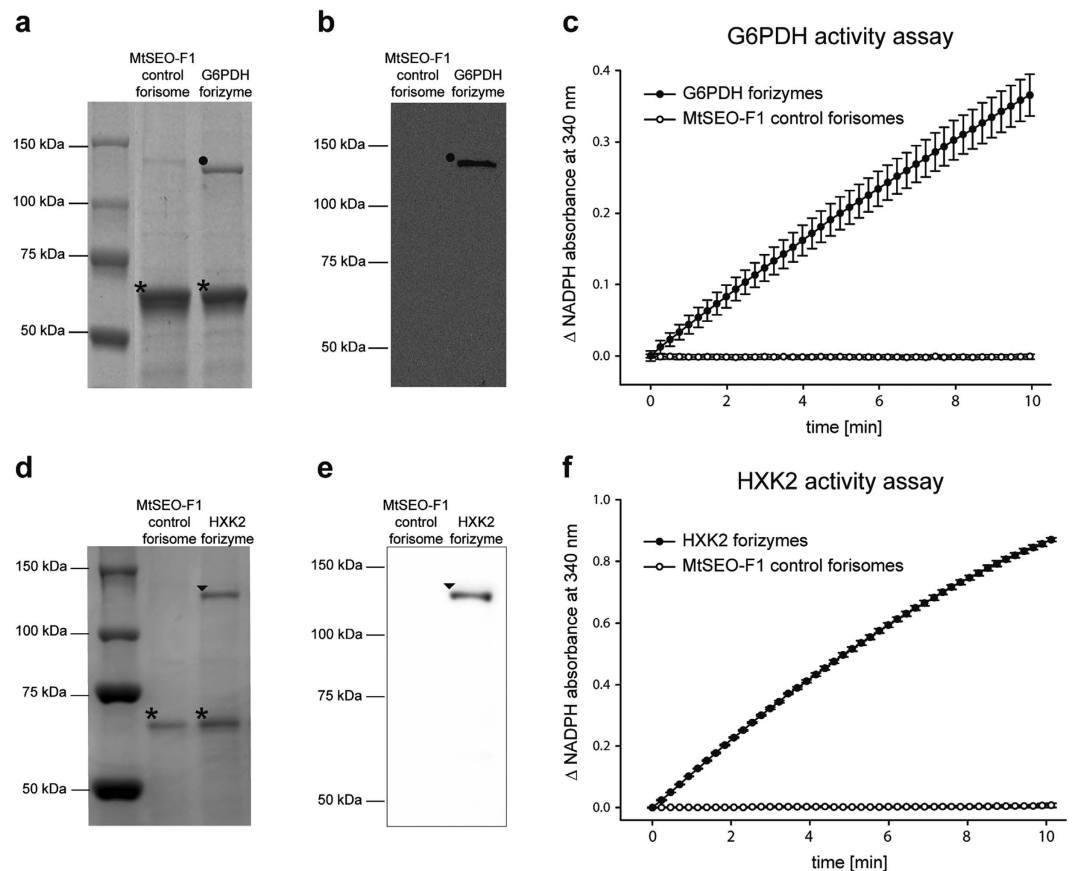 a
MtSEO-F1
control
forisome
G6PDH
forizyme
150 kDa
100 kDa
75 kDa
50 kDa
*
*
b
MtSEO-F1
control
forisome
G6PDH
forizyme
150 kDa
100 kDa
75 kDa
50 kDa
c
G6PDH activity assay
G6PDH forizymes
MtSEO-F1 control forisomes
Δ NADPH absorbance at 340 nm
0.4
0.3
0.2
0.1
0.0
0 2 4 6 8 10
time [min]
d
MtSEO-F1
control
forisome
HXK2
forizyme
150 kDa
100 kDa
75 kDa
50 kDa
*
*
e
MtSEO-F1
control
forisome
HXK2
forizyme
150 kDa
100 kDa
75 kDa
50 kDa
f
HXK2 activity assay
HXK2 forizymes
MtSEO-F1 control forisomes
Δ NADPH absorbance at 340 nm
1.0
0.8
0.6
0.4
0.2
0.0
0 2 4 6 8 10
time [min]